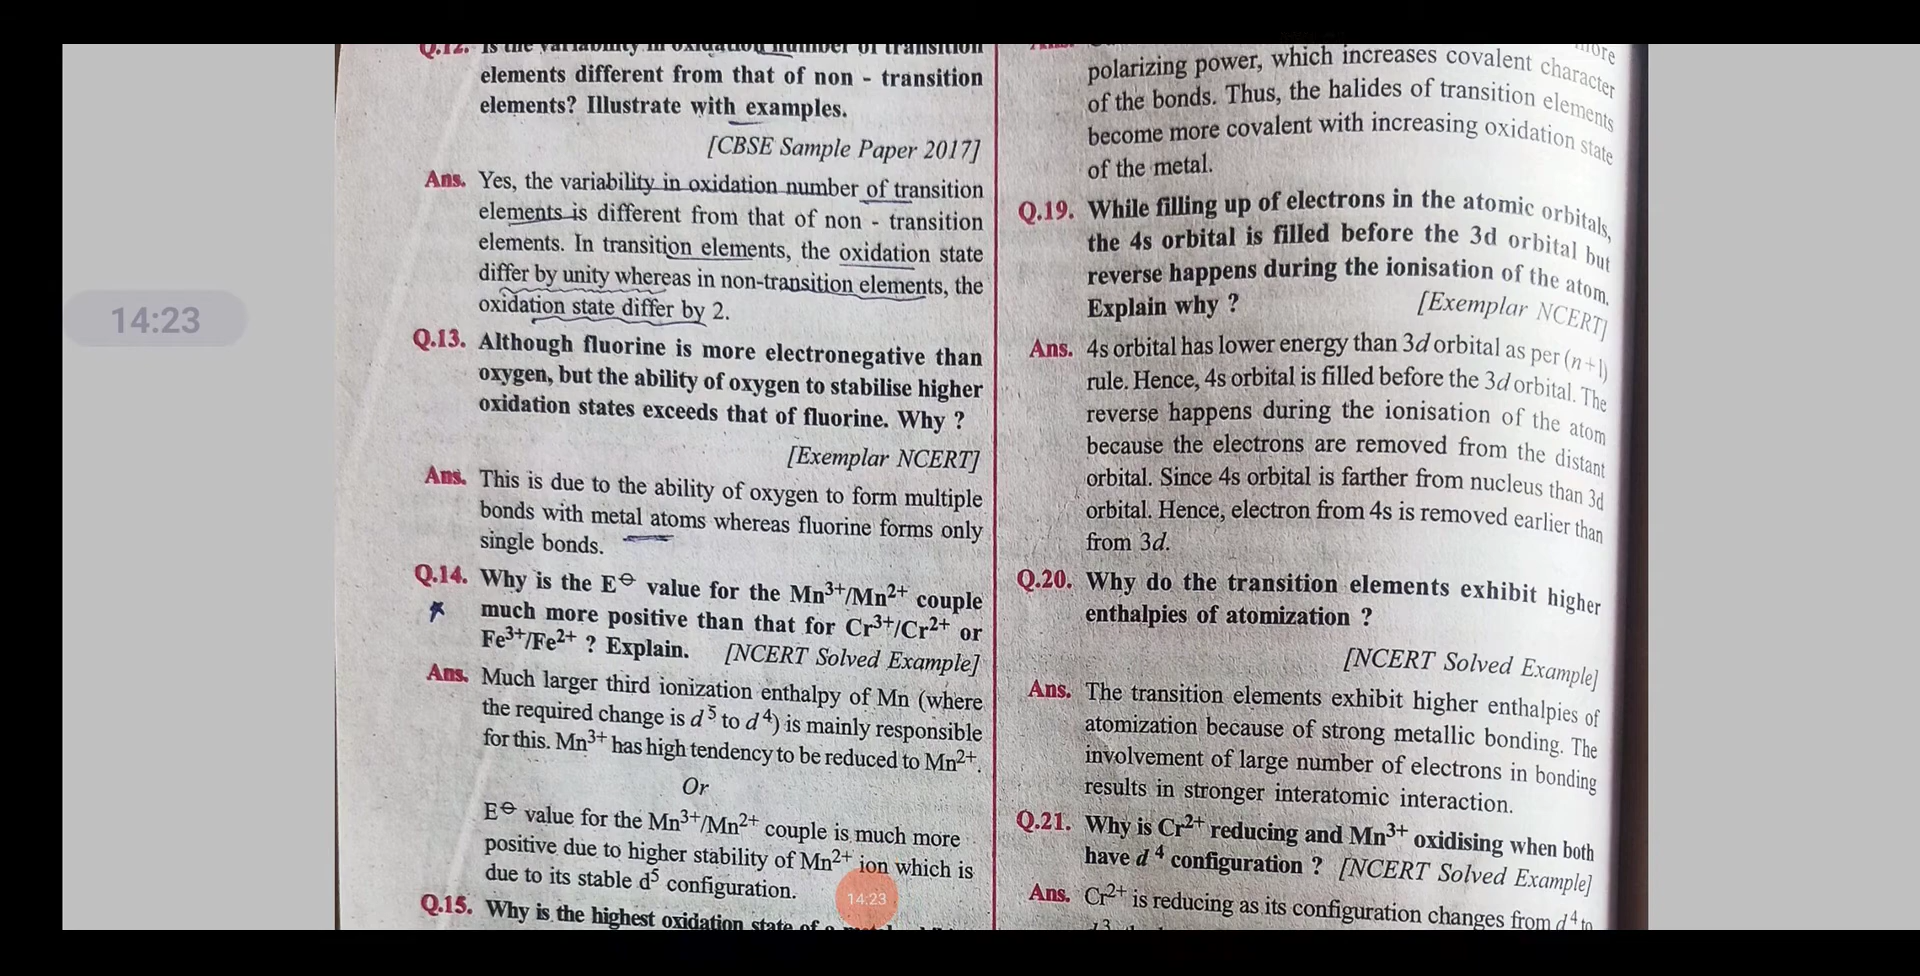 Q.12. Is the variability in oxidation number of transition
elements different from that of non - transition
elements? Illustrate with examples.
[CBSE Sample Paper 2017]
Ans. Yes, the variability in oxidation number of transition
elements is different from that of non - transition
elements. In transition elements, the oxidation state
differ by unity whereas in non-transition elements, the
oxidation state differ by 2.
Q.13. Although fluorine is more electronegative than
oxygen, but the ability of oxygen to stabilise higher
oxidation states exceeds that of fluorine. Why ?
[Exemplar NCERT]
Ans. This is due to the ability of oxygen to form multiple
bonds with metal atoms whereas fluorine forms only
single bonds.
Q.14. Why is the E⊖ value for the Mn³⁺/Mn²⁺ couple
much more positive than that for Cr³⁺/Cr²⁺ or
Fe³⁺/Fe²⁺ ? Explain. [NCERT Solved Example]
Ans. Much larger third ionization enthalpy of Mn (where
the required change is d⁵ to d⁴) is mainly responsible
for this. Mn³⁺ has high tendency to be reduced to Mn²⁺.
Or
E⊖ value for the Mn³⁺/Mn²⁺ couple is much more
positive due to higher stability of Mn²⁺ ion which is
due to its stable d⁵ configuration.
Q.15. Why is the highest oxidation state of a
more
polarizing power, which increases covalent character
of the bonds. Thus, the halides of transition elements
become more covalent with increasing oxidation state
of the metal.
Q.19. While filling up of electrons in the atomic orbitals,
the 4s orbital is filled before the 3d orbital but
reverse happens during the ionisation of the atom.
Explain why ? [Exemplar NCERT]
Ans. 4s orbital has lower energy than 3d orbital as per (n+l)
rule. Hence, 4s orbital is filled before the 3d orbital. The
reverse happens during the ionisation of the atom
because the electrons are removed from the distant
orbital. Since 4s orbital is farther from nucleus than 3d
orbital. Hence, electron from 4s is removed earlier than
from 3d.
Q.20. Why do the transition elements exhibit higher
enthalpies of atomization ?
[NCERT Solved Example]
Ans. The transition elements exhibit higher enthalpies of
atomization because of strong metallic bonding. The
involvement of large number of electrons in bonding
results in stronger interatomic interaction.
Q.21. Why is Cr²⁺ reducing and Mn³⁺ oxidising when both
have d⁴ configuration ? [NCERT Solved Example]
Ans. Cr²⁺ is reducing as its configuration changes from d⁴ to
14:23
14:23